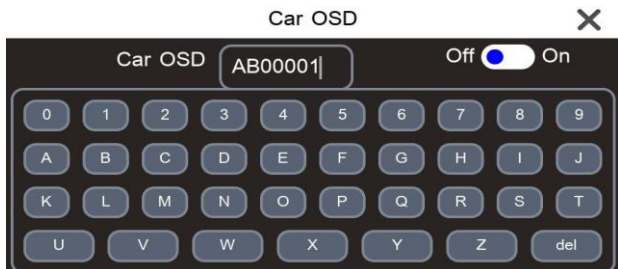 Car OSD
Car OSD AB00001 Off On
0 1 2 3 4 5 6 7 8 9
A B C D E F G H I J
K L M N O P Q R S T
U V W X Y Z del